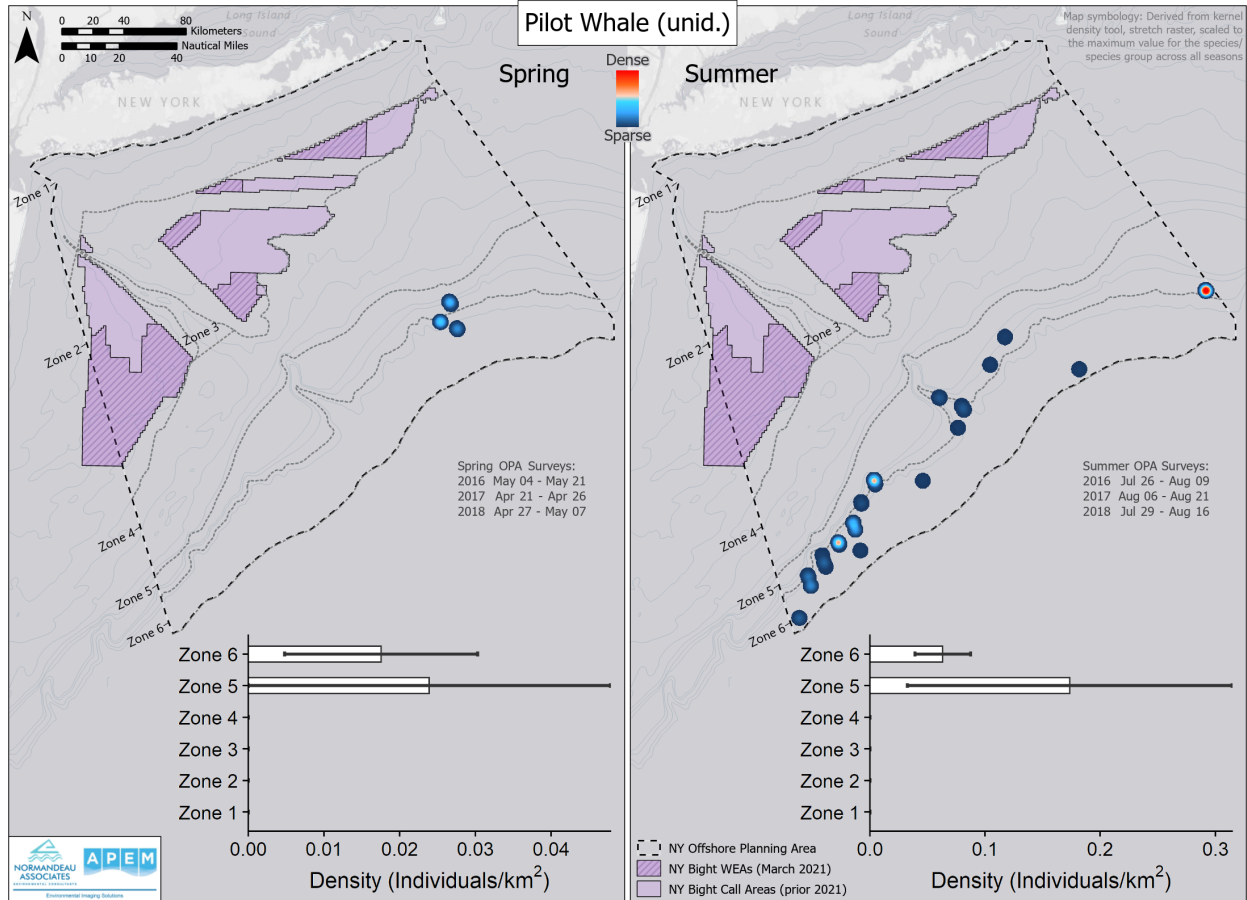 Pilot Whale (unid.)
N
0 20 40 80
Kilometers
Nautical Miles
0 10 20 40
Long Island
Sound
NEW YORK
Spring
Dense
Sparse
Summer
Long Island
Sound
NEW YORK
Map symbology: Derived from kernel
density tool, stretch raster, scaled to
the maximum value for the species/
species group across all seasons
Zone 1
Zone 2
Zone 3
Zone 4
Zone 5
Zone 6
Spring OPA Surveys:
2016 May 04 - May 21
2017 Apr 21 - Apr 26
2018 Apr 27 - May 07
Zone 1
Zone 2
Zone 3
Zone 4
Zone 5
Zone 6
Summer OPA Surveys:
2016 Jul 26 - Aug 09
2017 Aug 06 - Aug 21
2018 Jul 29 - Aug 16
Zone 6
Zone 5
Zone 4
Zone 3
Zone 2
Zone 1
0.00 0.01 0.02 0.03 0.04
Density (Individuals/km²)
Zone 6
Zone 5
Zone 4
Zone 3
Zone 2
Zone 1
0.0 0.1 0.2 0.3
Density (Individuals/km²)
NORMANDEAU
ASSOCIATES
ENVIRONMENTAL CONSULTANTS
APEM
Environmental Imaging Solutions
NY Offshore Planning Area
NY Bight WEAs (March 2021)
NY Bight Call Areas (prior 2021)